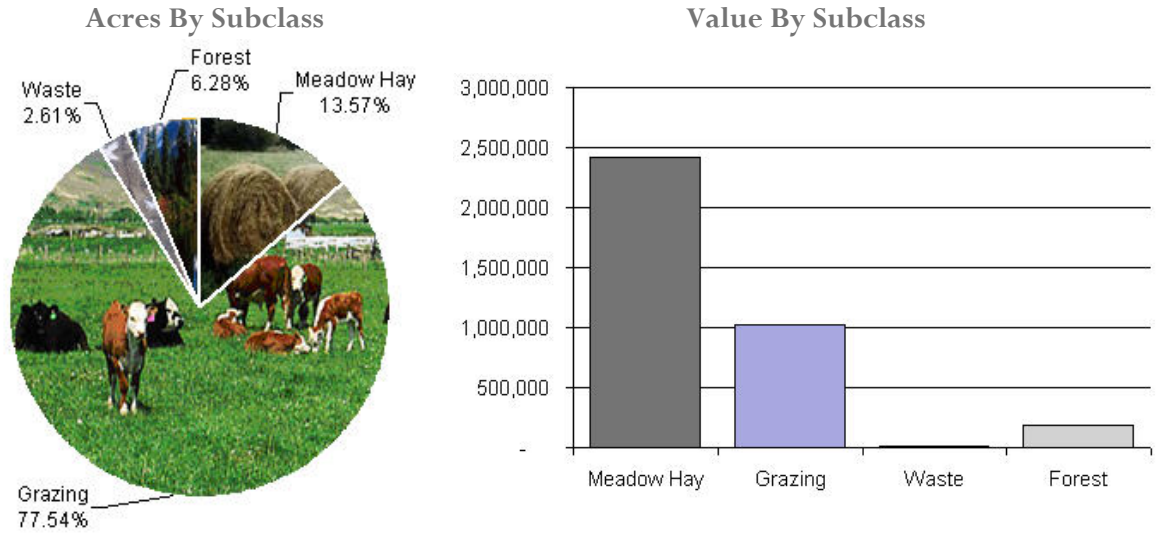 Acres By Subclass
Forest
6.28%
Meadow Hay
13.57%
Waste
2.61%
Grazing
77.54%
Value By Subclass
3,000,000
2,500,000
2,000,000
1,500,000
1,000,000
500,000
-
Meadow Hay
Grazing
Waste
Forest